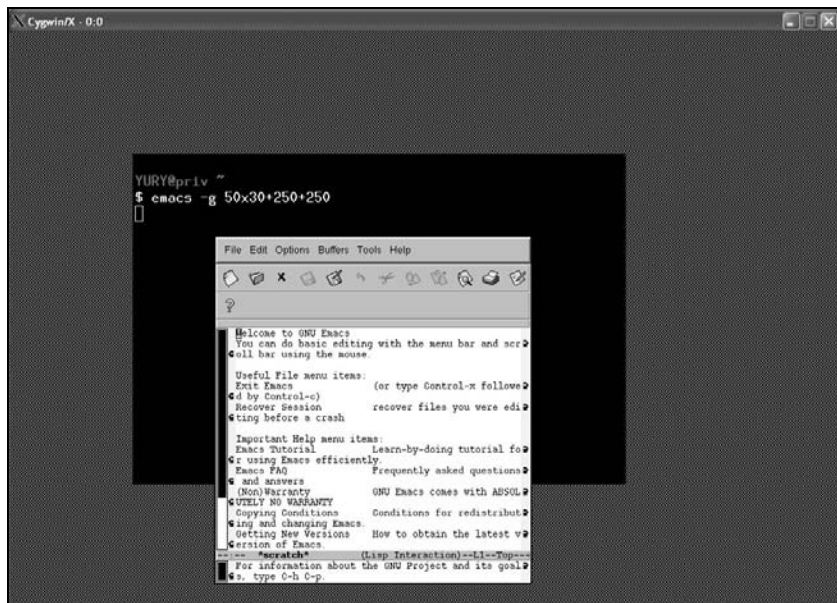 Cygwin/X - 0:0
YURY@priv ~
$ emacs -g 50x30+250+250
File Edit Options Buffers Tools Help
Welcome to GNU Emacs
You can do basic editing with the menu bar and scr
oll bar using the mouse.
Useful File menu items:
Exit Emacs (or type Control-x followe
d by Control-c)
Recover Session recover files you were edi
ting before a crash
Important Help menu items:
Emacs Tutorial Learn-by-doing tutorial fo
r using Emacs efficiently.
Emacs FAQ Frequently asked questions
and answers
(Non)Warranty GNU Emacs comes with ABSOL
UTELY NO WARRANTY
Copying Conditions Conditions for redistribut
ing and changing Emacs.
Getting New Versions How to obtain the latest v
ersion of Emacs.
--:-- *scratch* (Lisp Interaction)--L1--Top---
For information about the GNU Project and its goal
s, type C-h C-p.